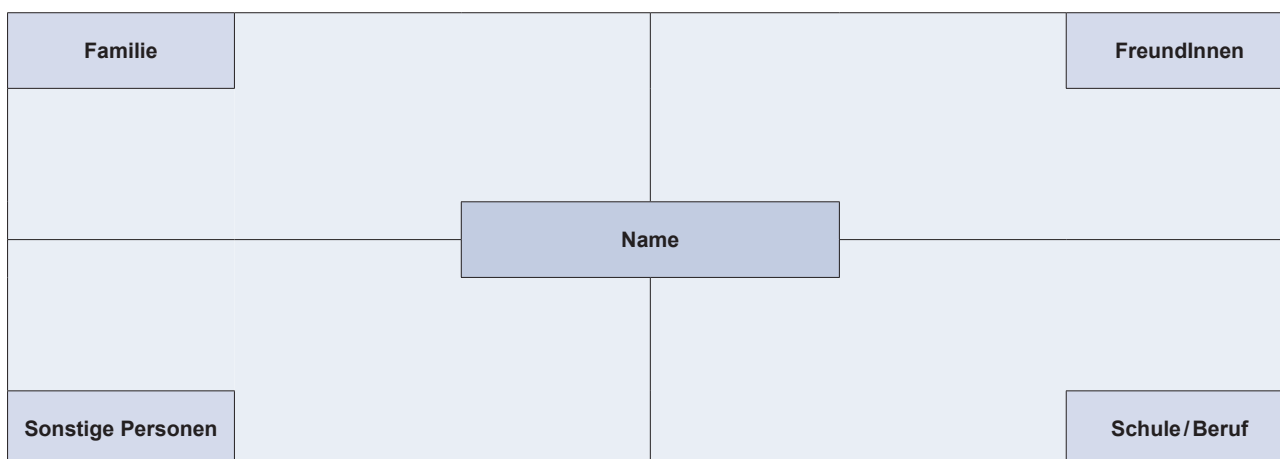 Familie
FreundInnen
Name
Sonstige Personen
Schule/Beruf